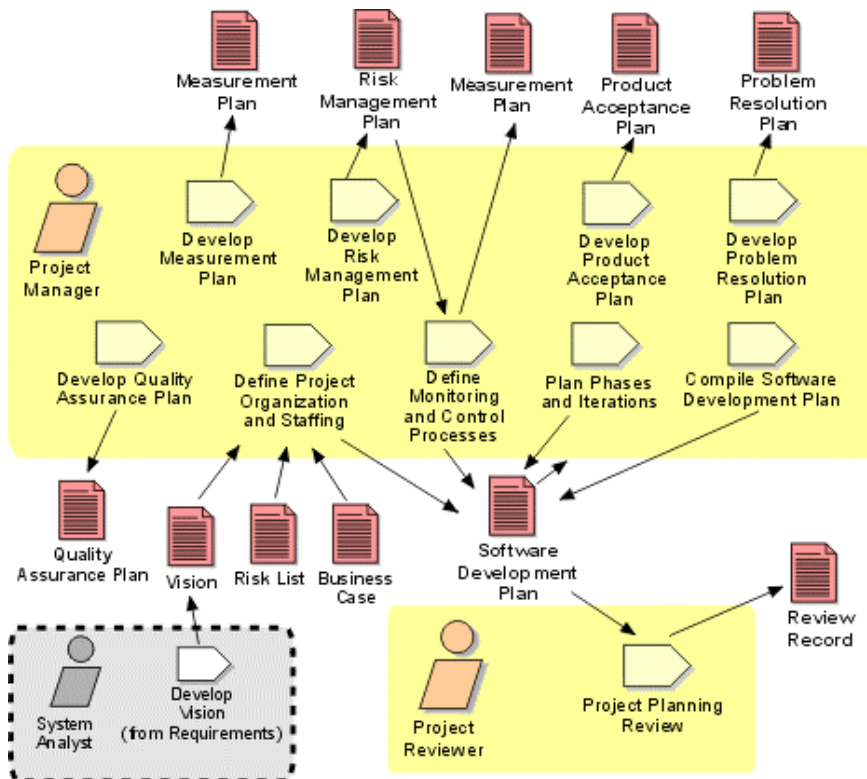 Measurement
Plan
Risk
Management
Plan
Measurement
Plan
Product
Acceptance
Plan
Problem
Resolution
Plan
Project
Manager
Develop
Measurement
Plan
Develop
Risk
Management
Plan
Develop
Product
Acceptance
Plan
Develop
Problem
Resolution
Plan
Develop Quality
Assurance Plan
Define Project
Organization
and Staffing
Define
Monitoring
and Control
Processes
Plan Phases
and Iterations
Compile Software
Development Plan
Quality
Assurance Plan
Vision
Risk List
Business
Case
Software
Development
Plan
Review
Record
System
Analyst
Develop
Vision
(from Requirements)
Project
Reviewer
Project Planning
Review